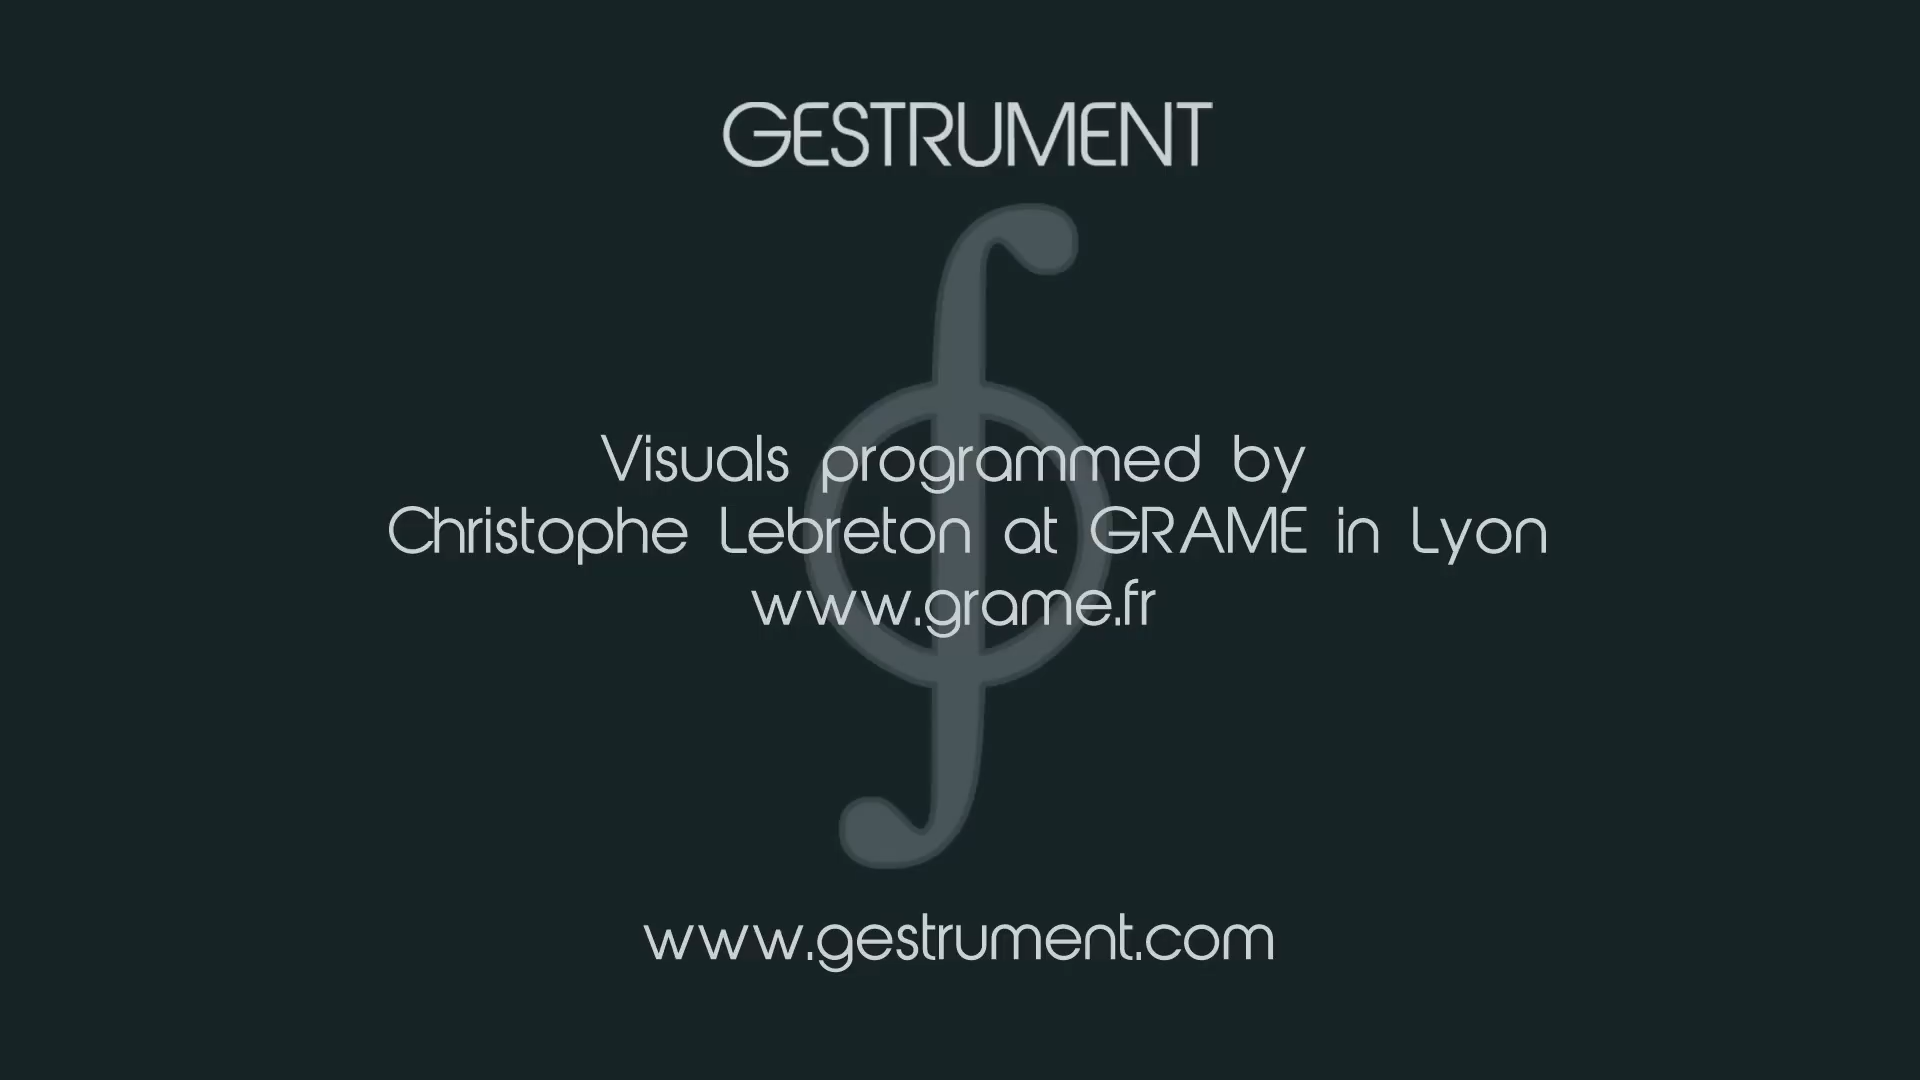 GESTRUMENT
Visuals programmed by
Christophe Lebreton at GRAME in Lyon
www.grame.fr
www.gestrument.com